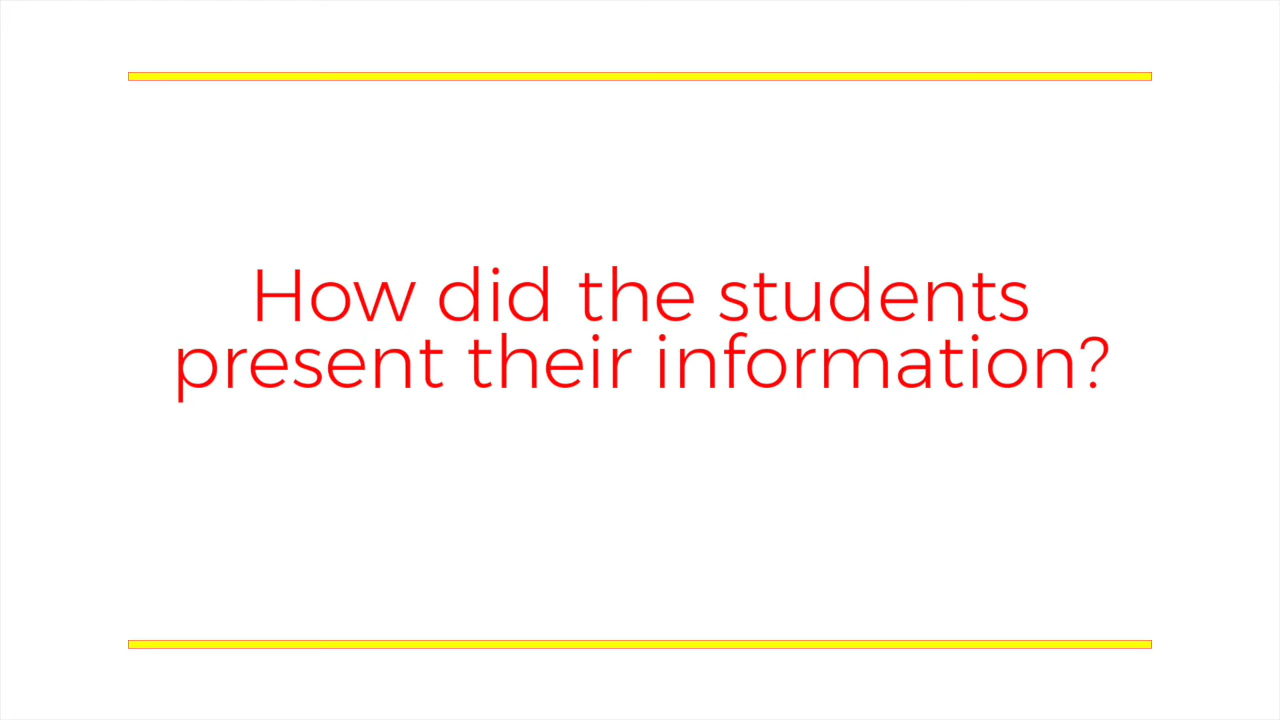 How did the students
present their information?